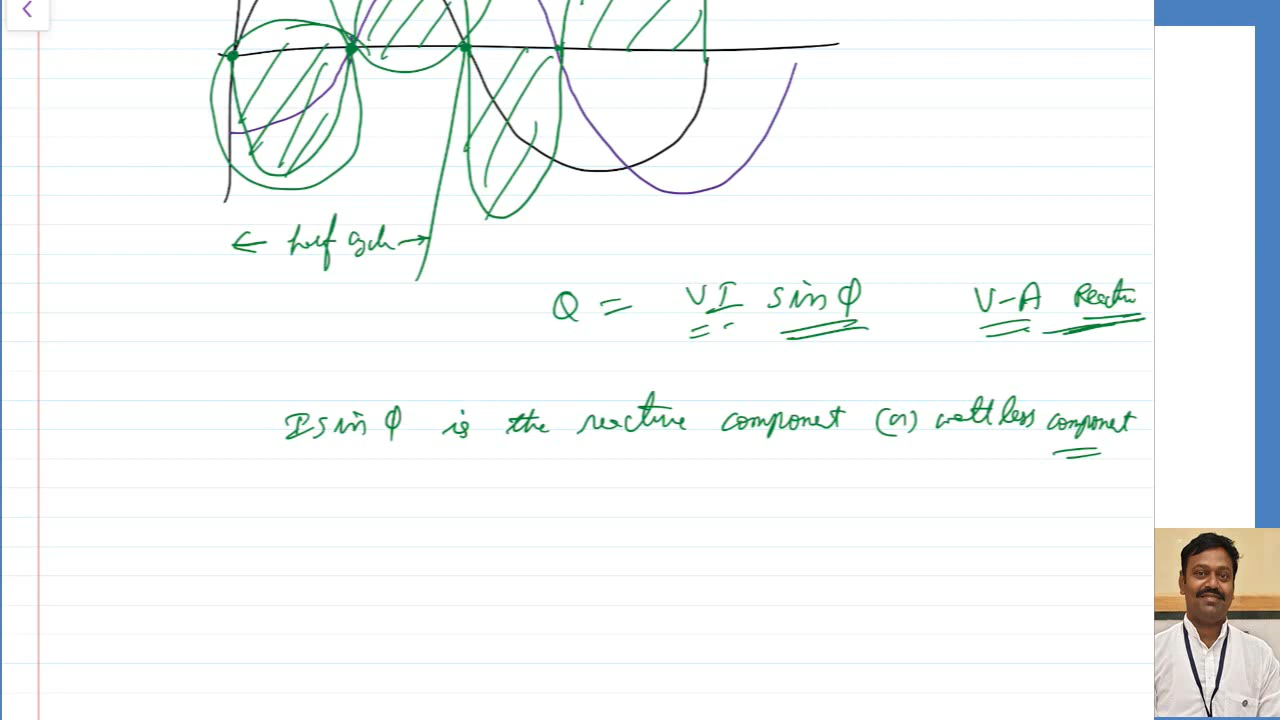 ← half cycle →
Q = VI sin φ V-A Reactive
I sin φ is the reactive component (or) wattless component